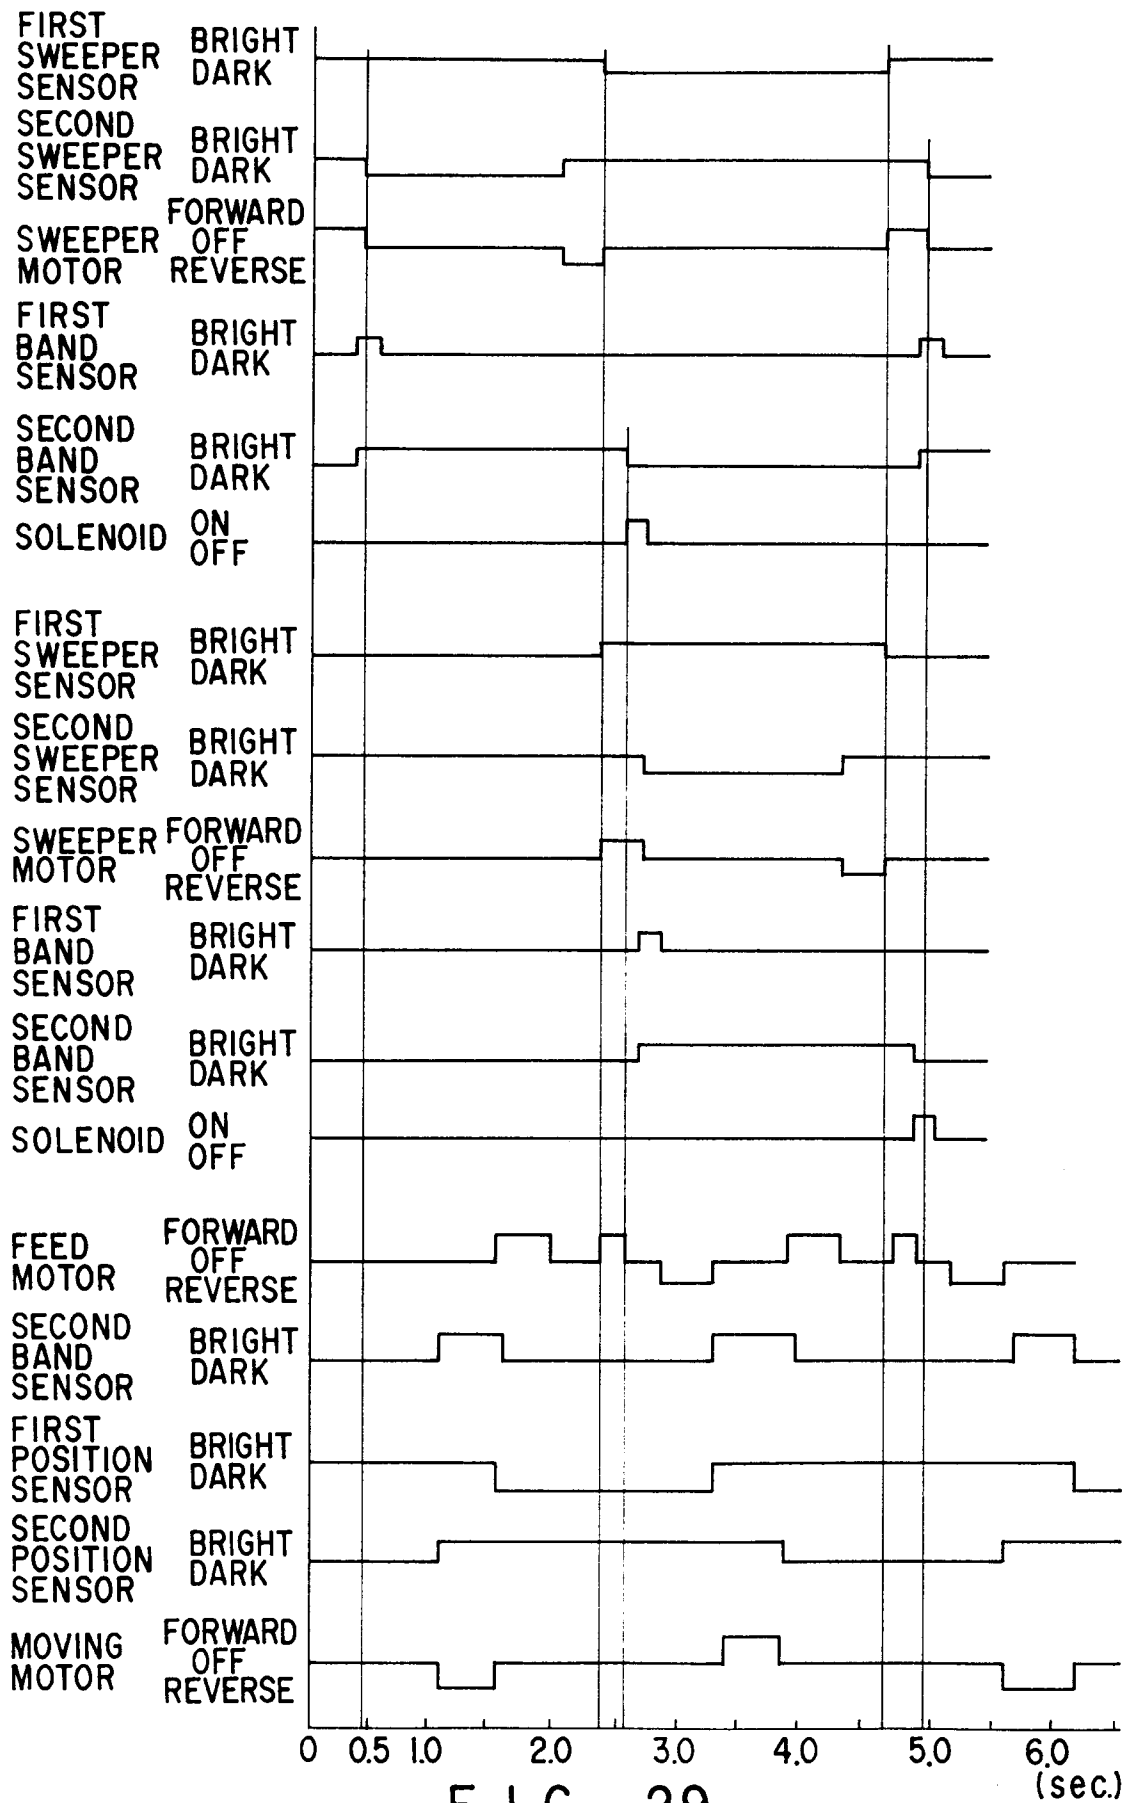 FIRST
SWEEPER
SENSOR
BRIGHT
DARK
SECOND
SWEEPER
SENSOR
BRIGHT
DARK
SWEEPER
MOTOR
FORWARD
OFF
REVERSE
FIRST
BAND
SENSOR
BRIGHT
DARK
SECOND
BAND
SENSOR
BRIGHT
DARK
SOLENOID
ON
OFF
FIRST
SWEEPER
SENSOR
BRIGHT
DARK
SECOND
SWEEPER
SENSOR
BRIGHT
DARK
SWEEPER
MOTOR
FORWARD
OFF
REVERSE
FIRST
BAND
SENSOR
BRIGHT
DARK
SECOND
BAND
SENSOR
BRIGHT
DARK
SOLENOID
ON
OFF
FEED
MOTOR
FORWARD
OFF
REVERSE
SECOND
BAND
SENSOR
BRIGHT
DARK
FIRST
POSITION
SENSOR
BRIGHT
DARK
SECOND
POSITION
SENSOR
BRIGHT
DARK
MOVING
MOTOR
FORWARD
OFF
REVERSE
0 0.5 1.0 2.0 3.0 4.0 5.0 6.0
(sec.)